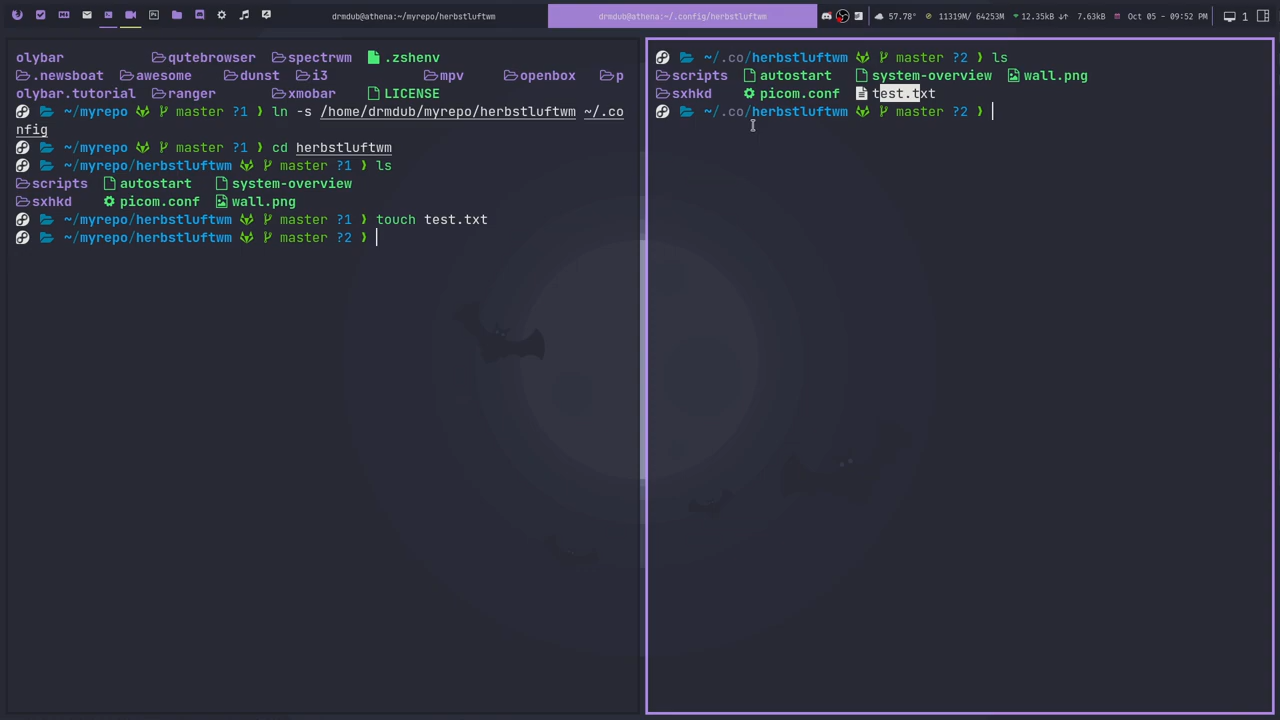 drmdub@athena:~/myrepo/herbstluftwm
drmdub@athena:~/.config/herbstluftwm
57.78° 11319M / 64253M 12.35kB 7.63kB Oct 05 - 09:52 1
olybar qutebrowser spectrwm .zshenv
.newsboat awesome dunst i3 mpv openbox p
olybar.tutorial ranger xmobar LICENSE
~/myrepo master ?1 ❯ ln -s /home/drmdub/myrepo/herbstluftwm ~/.co
nfig
~/myrepo master ?1 ❯ cd herbstluftwm
~/myrepo/herbstluftwm master ?1 ❯ ls
scripts autostart system-overview
sxhkd picom.conf wall.png
~/myrepo/herbstluftwm master ?1 ❯ touch test.txt
~/myrepo/herbstluftwm master ?2 ❯
~/.co/herbstluftwm master ?2 ❯ ls
scripts autostart system-overview wall.png
sxhkd picom.conf test.txt
~/.co/herbstluftwm master ?2 ❯